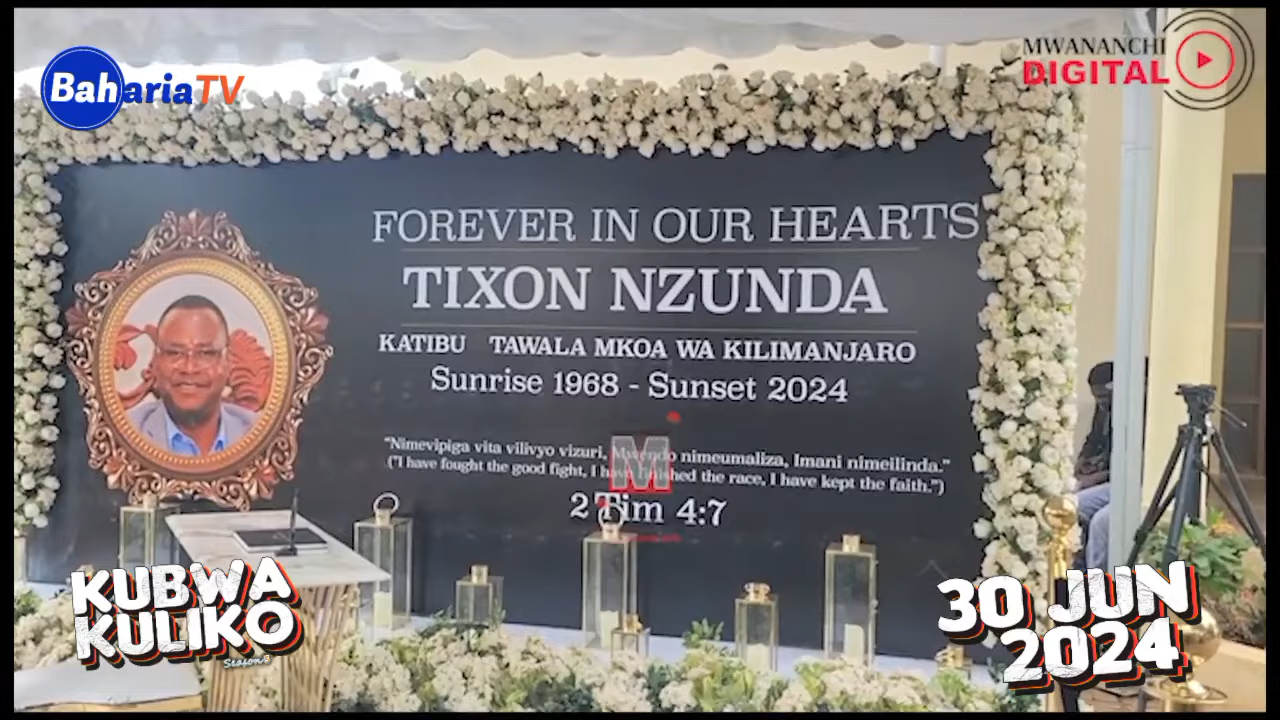 BahariaTV
MWANANCHI
DIGITAL
FOREVER IN OUR HEARTS
TIXON NZUNDA
KATIBU TAWALA MKOA WA KILIMANJARO
Sunrise 1968 - Sunset 2024
"Nimevipiga vita vilivyo vizuri, Mwendo nimeumaliza, Imani nimeilinda."
("I have fought the good fight, I have finished the race, I have kept the faith.")
M
2 Tim 4:7
KUBWA
KULIKO
30 JUN
2024